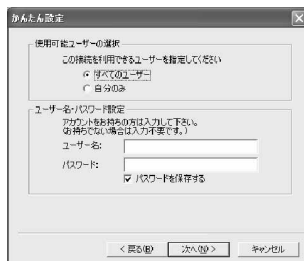 かんたん設定
使用可能ユーザーの選択
この接続を利用できるユーザーを指定してください
すべてのユーザー
自分のみ
ユーザー名・パスワード設定
アカウントをお持ちの方は入力して下さい。
(お持ちでない場合は入力不要です。)
ユーザー名:
パスワード:
パスワードを保存する
< 戻る(B) 次へ(N) > キャンセル